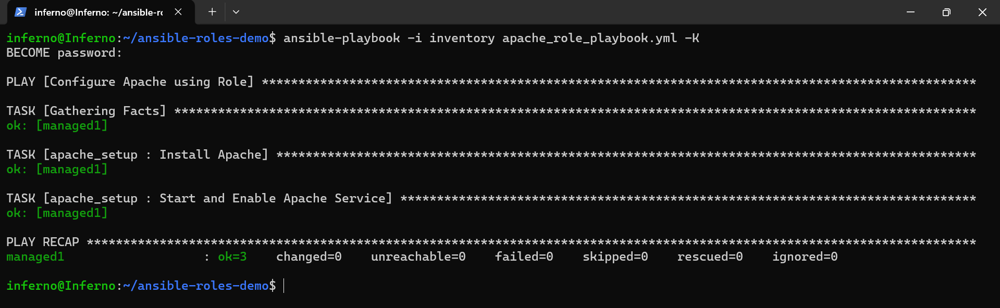 inferno@Inferno: ~/ansible-ro
inferno@Inferno:~/ansible-roles-demo$ ansible-playbook -i inventory apache_role_playbook.yml -K
BECOME password:
PLAY [Configure Apache using Role] **************************************************************************************************
TASK [Gathering Facts] **************************************************************************************************************
ok: [managed1]
TASK [apache_setup : Install Apache] ************************************************************************************************
ok: [managed1]
TASK [apache_setup : Start and Enable Apache Service] *******************************************************************************
ok: [managed1]
PLAY RECAP **************************************************************************************************************************
managed1                   : ok=3    changed=0    unreachable=0    failed=0    skipped=0    rescued=0    ignored=0
inferno@Inferno:~/ansible-roles-demo$